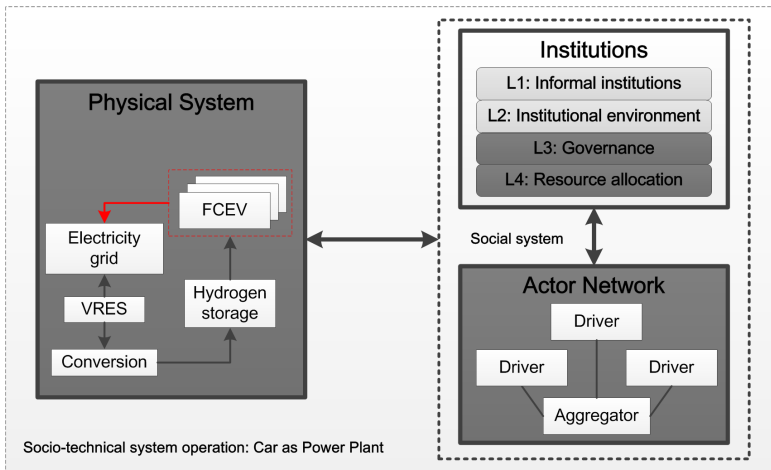 Physical System
FCEV
Electricity
grid
VRES
Hydrogen
storage
Conversion
Institutions
L1: Informal institutions
L2: Institutional environment
L3: Governance
L4: Resource allocation
Social system
Actor Network
Driver
Driver
Driver
Aggregator
Socio-technical system operation: Car as Power Plant